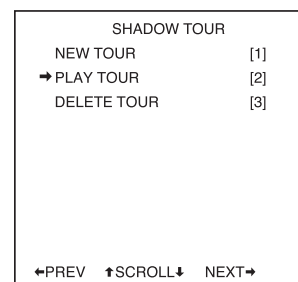 SHADOW TOUR
NEW TOUR [1]
➡PLAY TOUR [2]
DELETE TOUR [3]
⬅PREV ⬆SCROLL⬇ NEXT➡